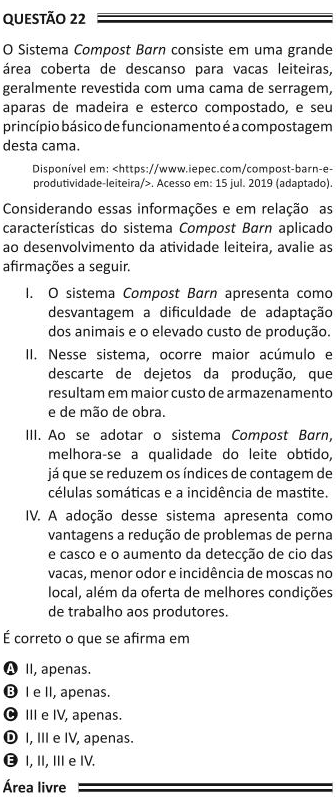 QUESTÃO 22
O Sistema Compost Barn consiste em uma grande
área coberta de descanso para vacas leiteiras,
geralmente revestida com uma cama de serragem,
aparas de madeira e esterco compostado, e seu
princípio básico de funcionamento é a compostagem
desta cama.
Disponível em: <https://www.iepec.com/compost-barn-e-
produtividade-leiteira/>. Acesso em: 15 jul. 2019 (adaptado).
Considerando essas informações e em relação as
características do sistema Compost Barn aplicado
ao desenvolvimento da atividade leiteira, avalie as
afirmações a seguir.
I. O sistema Compost Barn apresenta como
desvantagem a dificuldade de adaptação
dos animais e o elevado custo de produção.
II. Nesse sistema, ocorre maior acúmulo e
descarte de dejetos da produção, que
resultam em maior custo de armazenamento
e de mão de obra.
III. Ao se adotar o sistema Compost Barn,
melhora-se a qualidade do leite obtido,
já que se reduzem os índices de contagem de
células somáticas e a incidência de mastite.
IV. A adoção desse sistema apresenta como
vantagens a redução de problemas de perna
e casco e o aumento da detecção de cio das
vacas, menor odor e incidência de moscas no
local, além da oferta de melhores condições
de trabalho aos produtores.
É correto o que se afirma em
A II, apenas.
B I e II, apenas.
C III e IV, apenas.
D I, III e IV, apenas.
E I, II, III e IV.
Área livre